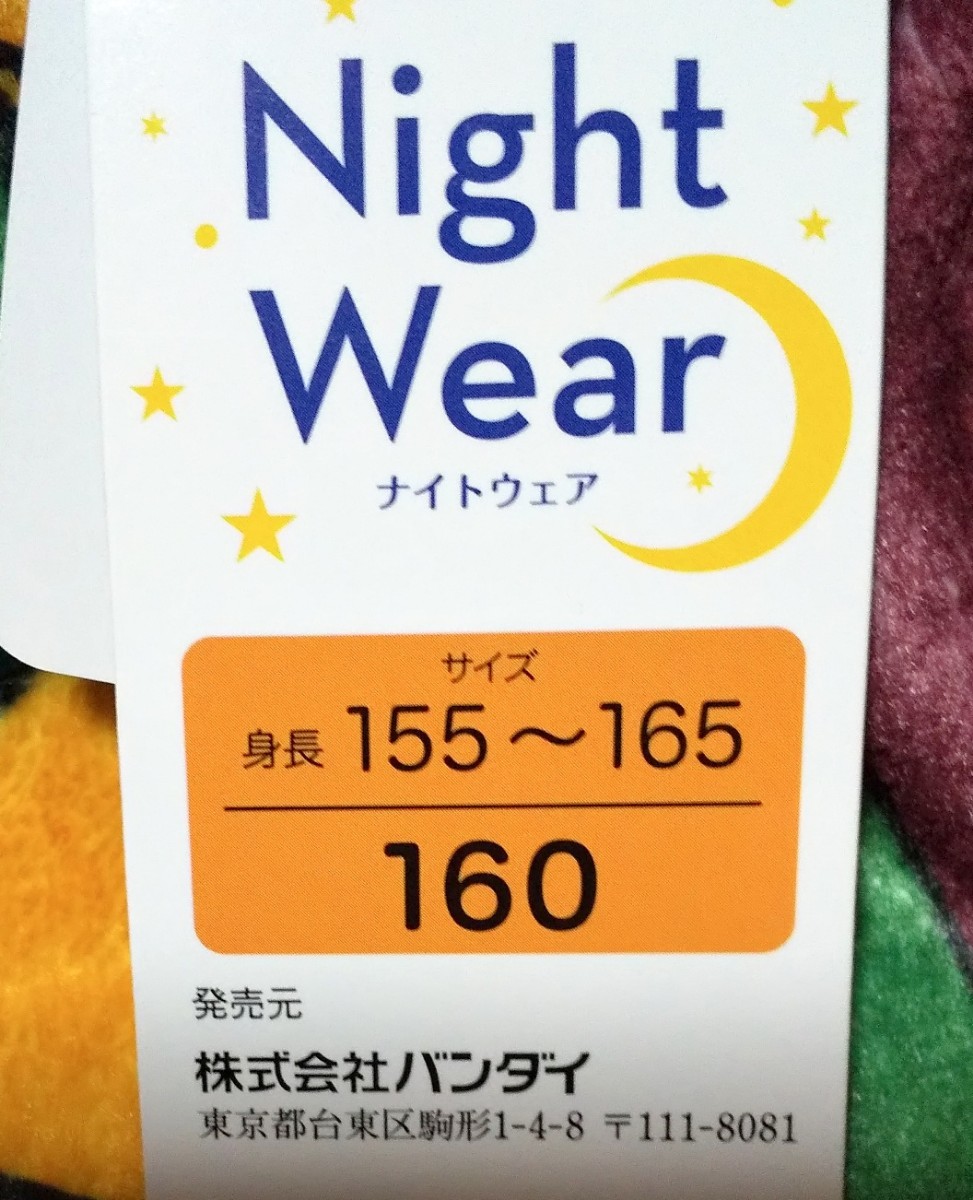 Night
Wear
ナイトウェア
サイズ
身長 155～165
160
発売元
株式会社バンダイ
東京都台東区駒形1-4-8 〒111-8081